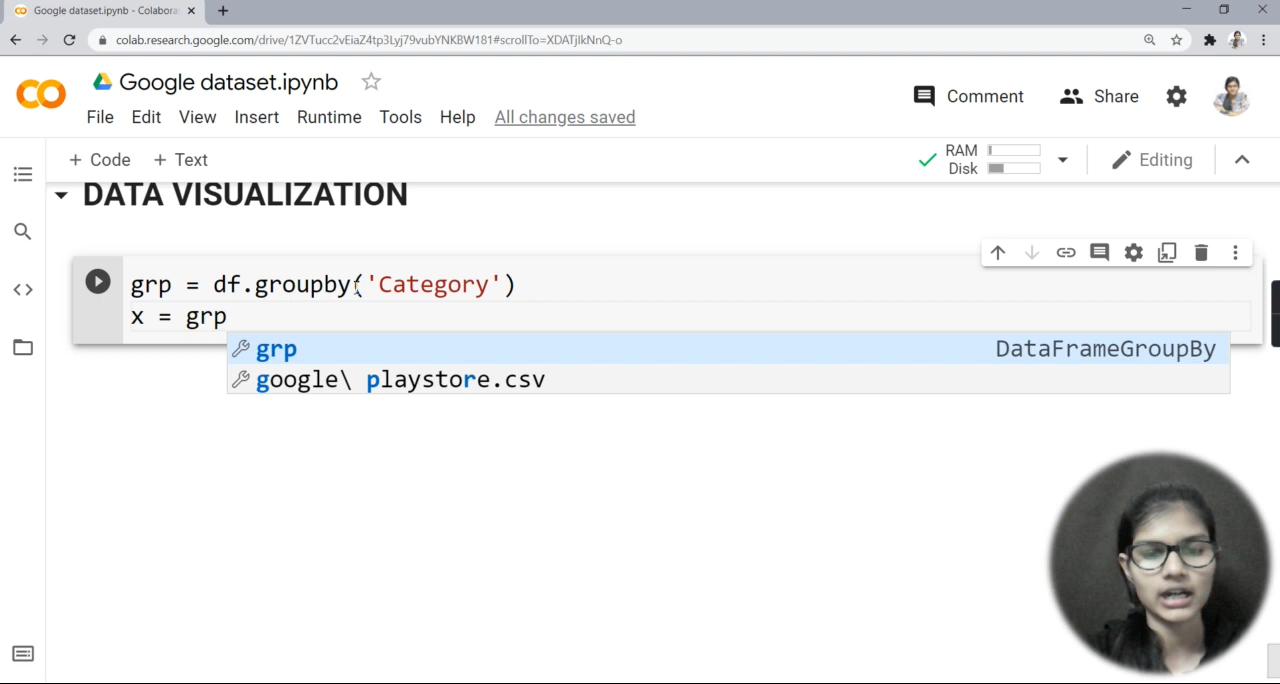 Google dataset.ipynb - Colabora
colab.research.google.com/drive/1ZVTucc2vEiaZ4tp3Lyj79vubYNKBW181#scrollTo=XDATjIkNnQ-o
Google dataset.ipynb
File Edit View Insert Runtime Tools Help All changes saved
Comment Share
+ Code + Text
RAM
Disk
Editing
DATA VISUALIZATION
grp = df.groupby('Category')
x = grp
grp DataFrameGroupBy
google\ playstore.csv